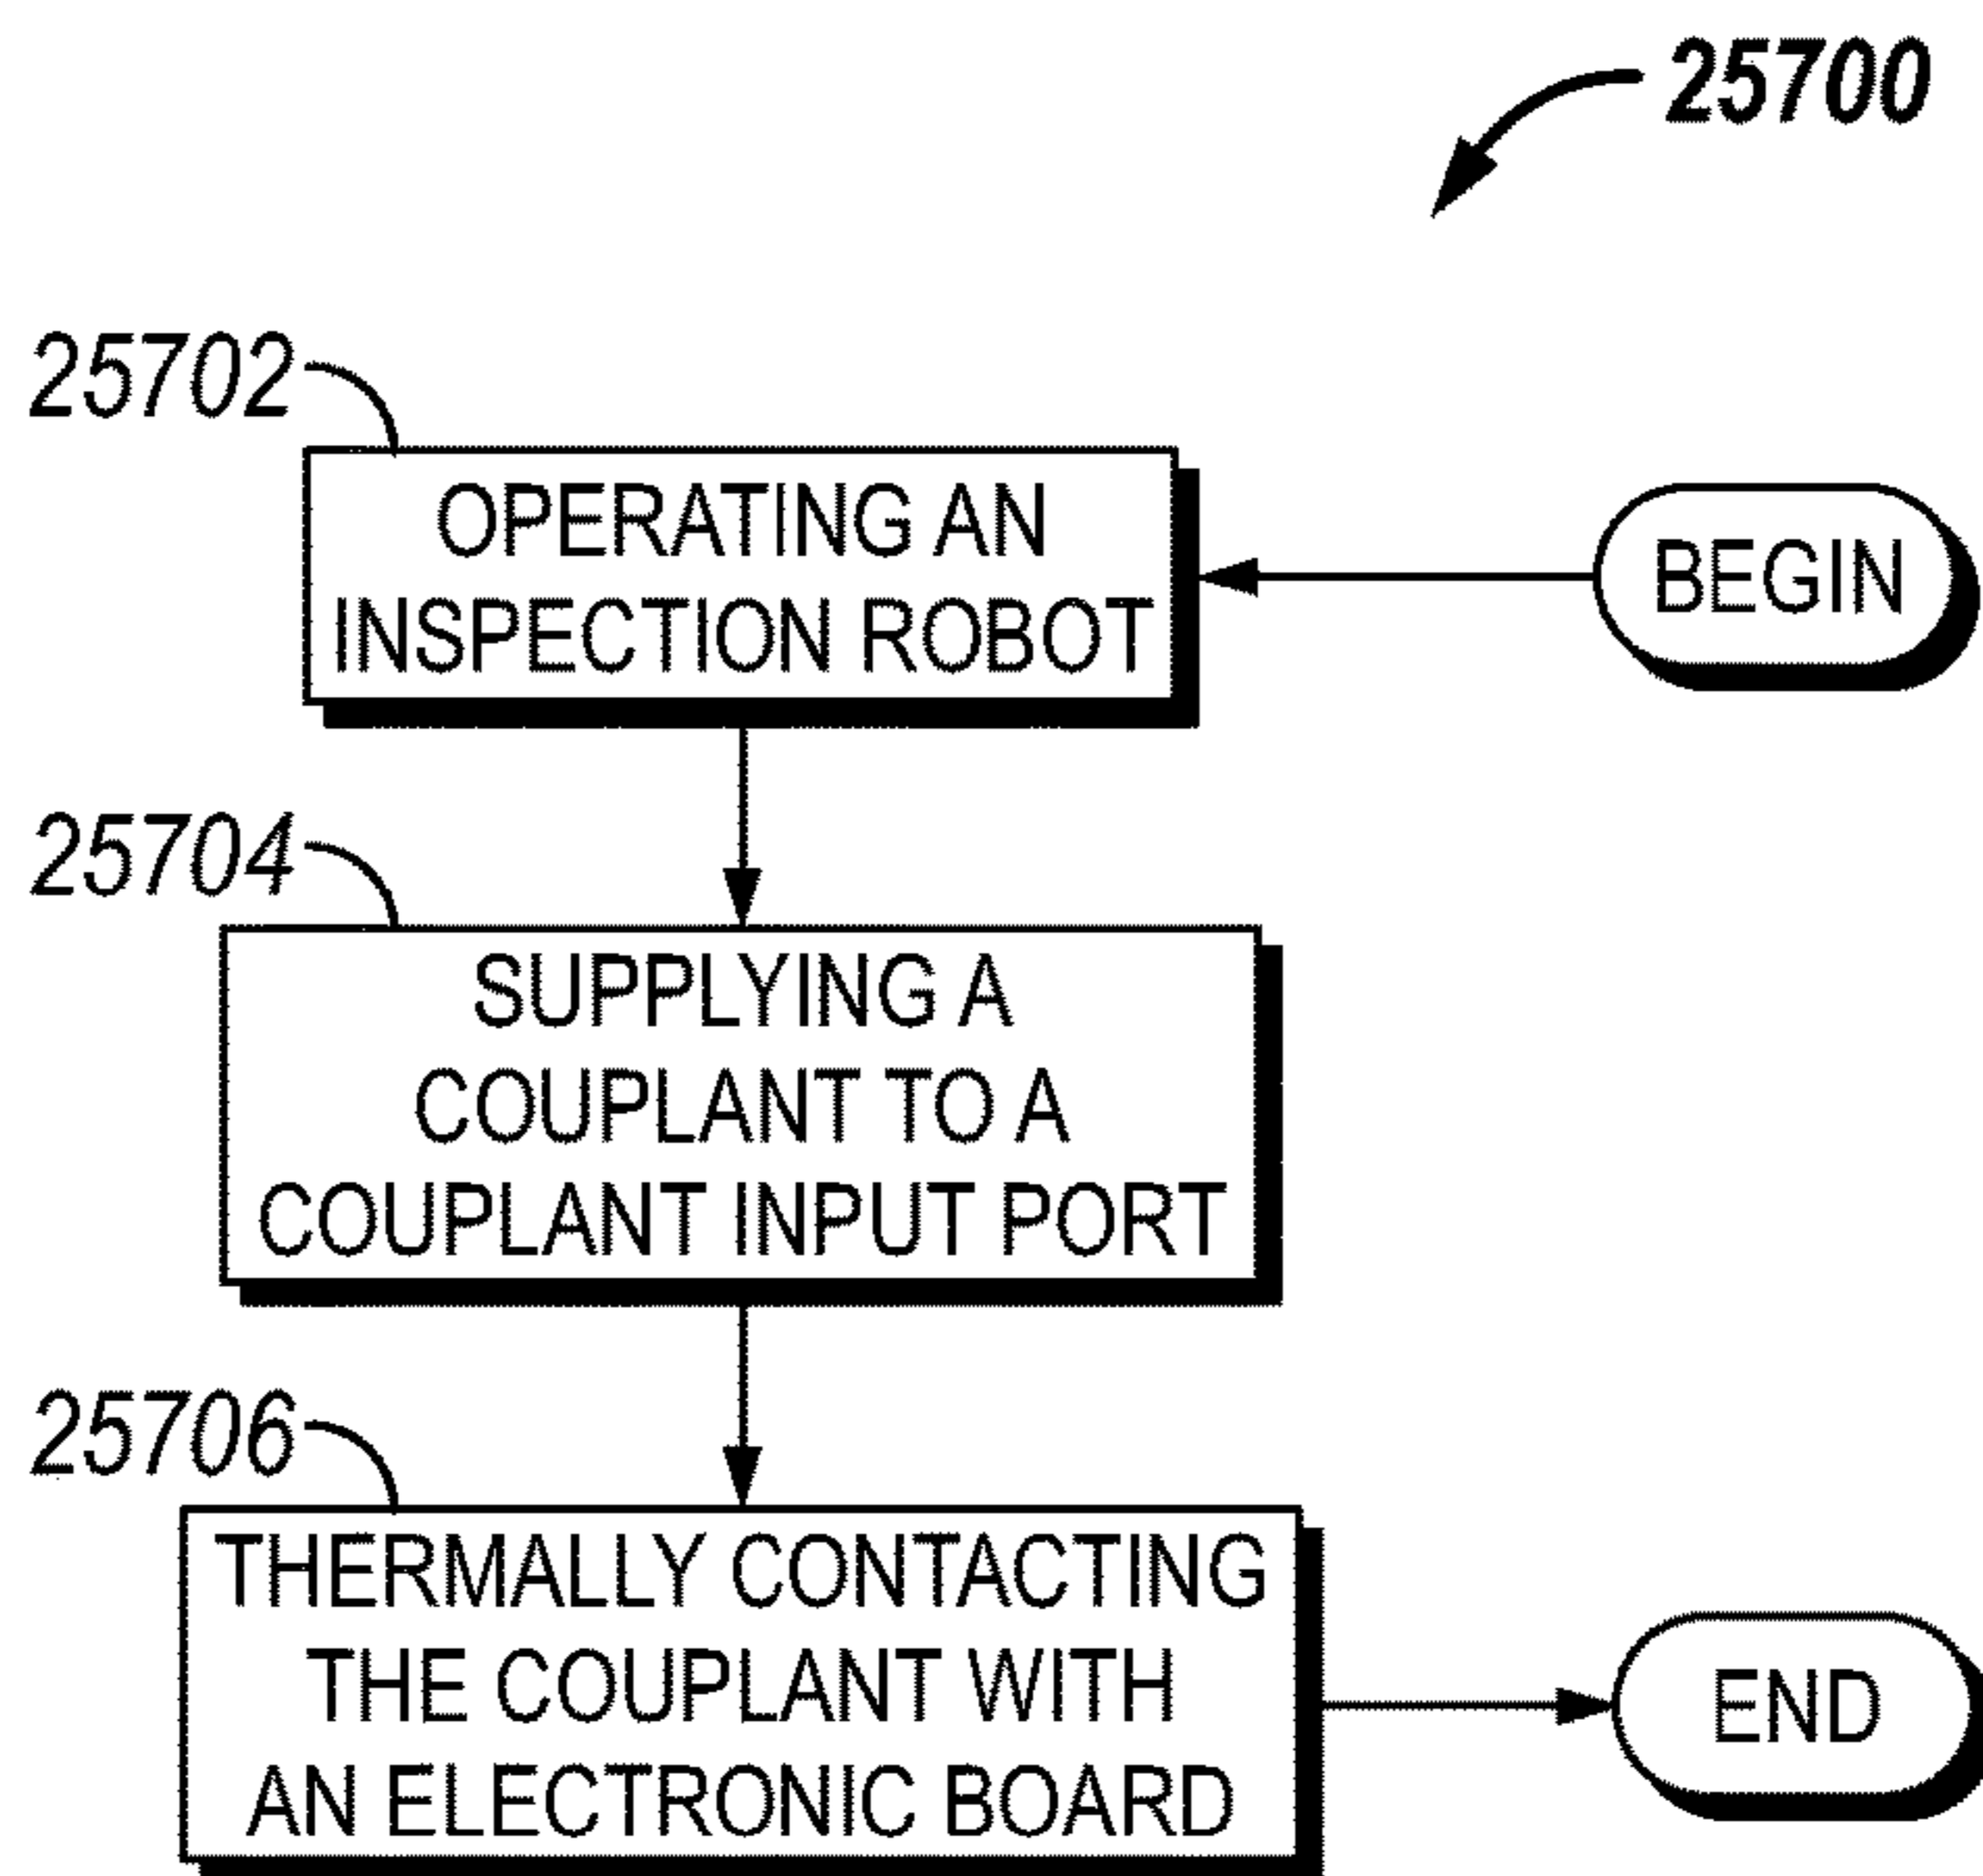 25700
25702
OPERATING AN
INSPECTION ROBOT
BEGIN
25704
SUPPLYING A
COUPLANT TO A
COUPLANT INPUT PORT
25706
THERMALLY CONTACTING
THE COUPLANT WITH
AN ELECTRONIC BOARD
END